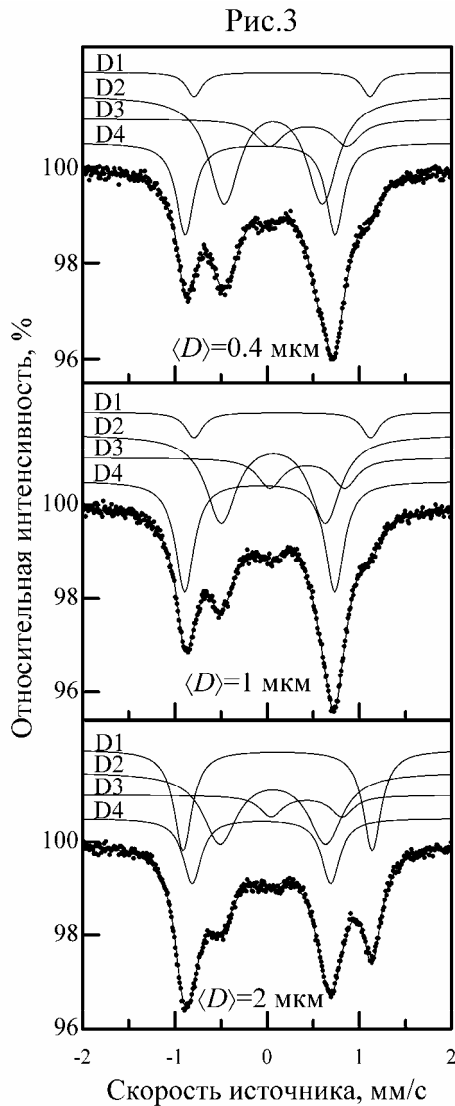 Рис.3
D1
D2
D3
D4
100
98
96
⟨D⟩=0.4 мкм
D1
D2
D3
D4
100
98
96
⟨D⟩=1 мкм
D1
D2
D3
D4
100
98
96
⟨D⟩=2 мкм
-2 -1 0 1 2
Скорость источника, мм/с
Относительная интенсивность, %